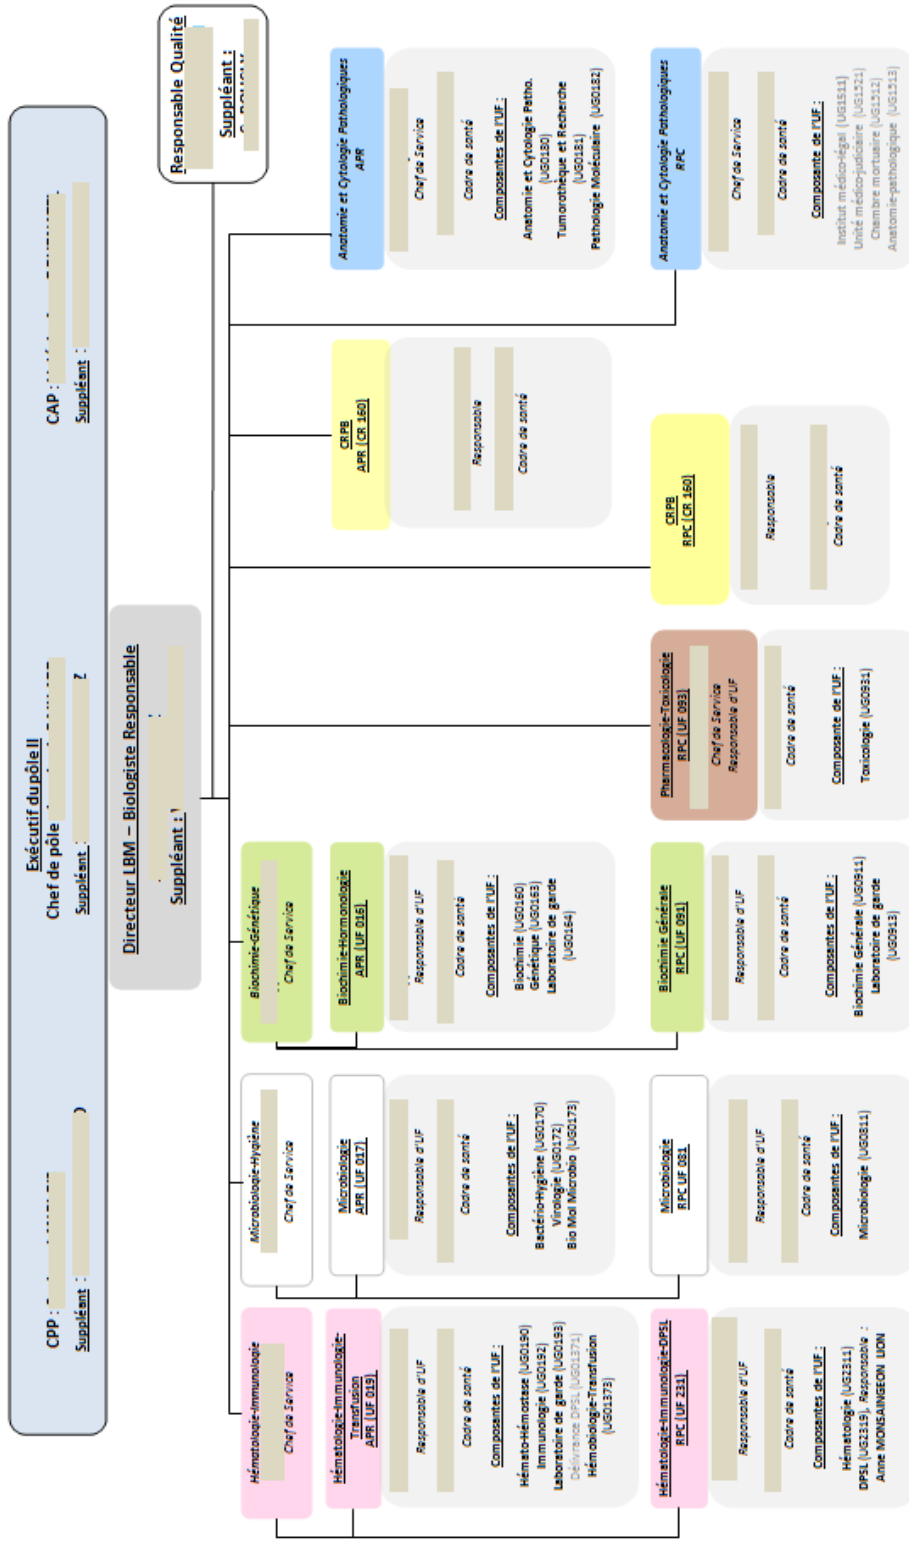 Exécutif du pôle II
CPP :
Suppléant :
Chef de pôle
Suppléant :
CAP :
Suppléant :
Directeur LBM – Biologiste Responsable
Suppléant :
Responsable Qualité
Suppléant :
Hématologie-Immunologie
Chef de Service
Hématologie-Immunologie-
Transfusion
APR (UF 019)
Responsable d'UF
Cadre de santé
Composantes de l'UF :
Hémato-Hémostase (UG0190)
Immunologie (UG0192)
Laboratoire de garde (UG0193)
Délivrance DPSL (UG01371)
Hémobiologie-Transfusion
(UG01373)
Hématologie-Immunologie-DPSL
RPC (UF 231)
Responsable d'UF
Cadre de santé
Composantes de l'UF :
Hématologie (UG2311)
DPSL (UG2319), Responsable :
Anne MONSAINGEON LION
Microbiologie-Hygiène
Chef de Service
Microbiologie
APR (UF 017)
Responsable d'UF
Cadre de santé
Composantes de l'UF :
Bactério-Hygiène (UG0170)
Virologie (UG0172)
Bio Mol Microbio (UG0173)
Microbiologie
RPC UF 081
Responsable d'UF
Cadre de santé
Composantes de l'UF :
Microbiologie (UG0811)
Biochimie-Génétique
Chef de Service
Biochimie-Hormonologie
APR (UF 016)
Responsable d'UF
Cadre de santé
Composantes de l'UF :
Biochimie (UG0160)
Génétique (UG0163)
Laboratoire de garde
(UG0164)
Biochimie Générale
RPC (UF 091)
Responsable d'UF
Cadre de santé
Composantes de l'UF :
Biochimie Générale (UG0911)
Laboratoire de garde
(UG0913)
Pharmacologie-Toxicologie
RPC (UF 093)
Chef de Service
Responsable d'UF
Cadre de santé
Composante de l'UF :
Toxicologie (UG0931)
CRPB
APR (CR 160)
Responsable
Cadre de santé
CRPB
RPC (CR 160)
Responsable
Cadre de santé
Anatomie et Cytologie Pathologiques
APR
Chef de Service
Cadre de santé
Composantes de l'UF :
Anatomie et Cytologie Patho.
(UG0180)
Tumorothèque et Recherche
(UG0181)
Pathologie Moléculaire (UG0182)
Anatomie et Cytologie Pathologiques
RPC
Chef de Service
Cadre de santé
Composante de l'UF :
Institut médico-légal (UG1511)
Unité médico-judiciaire (UG1521)
Chambre mortuaire (UG1512)
Anatomie-pathologique (UG1513)